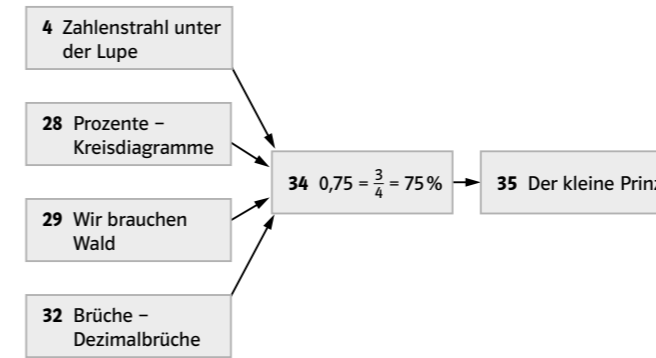 4 Zahlenstrahl unter
der Lupe
28 Prozente –
Kreisdiagramme
29 Wir brauchen
Wald
32 Brüche –
Dezimalbrüche
34 0,75 = 3/4 = 75 %
35 Der kleine Prin